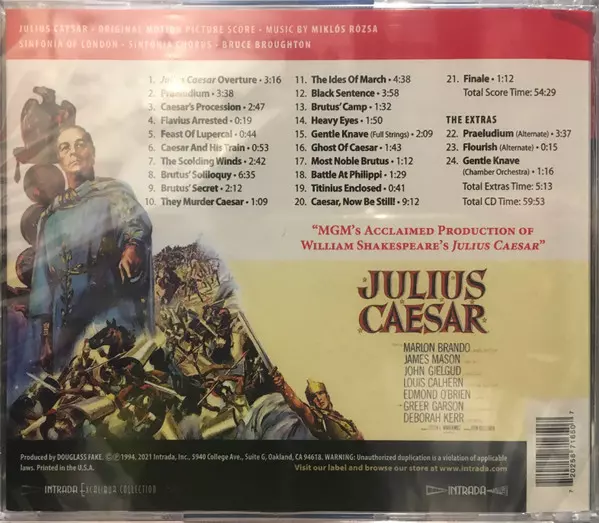 JULIUS CAESAR • ORIGINAL MOTION PICTURE SCORE • MUSIC BY MIKLÓS RÓZSA
SINFONIA OF LONDON • SINFONIA CHORUS • BRUCE BROUGHTON
1. Julius Caesar Overture • 3:16
2. Praeludium • 3:38
3. Caesar's Procession • 2:47
4. Flavius Arrested • 0:19
5. Feast Of Lupercal • 0:44
6. Caesar And His Train • 0:53
7. The Scolding Winds • 2:42
8. Brutus' Soliloquy • 6:35
9. Brutus' Secret • 2:12
10. They Murder Caesar • 1:09
11. The Ides Of March • 4:38
12. Black Sentence • 3:58
13. Brutus' Camp • 1:32
14. Heavy Eyes • 1:50
15. Gentle Knave (Full Strings) • 2:09
16. Ghost Of Caesar • 1:43
17. Most Noble Brutus • 1:12
18. Battle At Philippi • 1:29
19. Titinius Enclosed • 0:41
20. Caesar, Now Be Still! • 9:12
21. Finale • 1:12
Total Score Time: 54:29
THE EXTRAS
22. Praeludium (Alternate) • 3:37
23. Flourish (Alternate) • 0:15
24. Gentle Knave
(Chamber Orchestra) • 1:16
Total Extras Time: 5:13
Total CD Time: 59:53
"MGM'S ACCLAIMED PRODUCTION OF
WILLIAM SHAKESPEARE'S JULIUS CAESAR"
JULIUS
CAESAR
MARLON BRANDO
JAMES MASON
JOHN GIELGUD
LOUIS CALHERN
EDMOND O'BRIEN
GREER GARSON
DEBORAH KERR
Produced by DOUGLASS FAKE. ©℗ 1994, 2021 Intrada, Inc., 5940 College Ave., Suite G, Oakland, CA 94618. WARNING: Unauthorized duplication is a violation of applicable
laws. Printed in the U.S.A.
Visit our label and browse our store at www.intrada.com
INTRADA EXCALIBUR COLLECTION
INTRADA